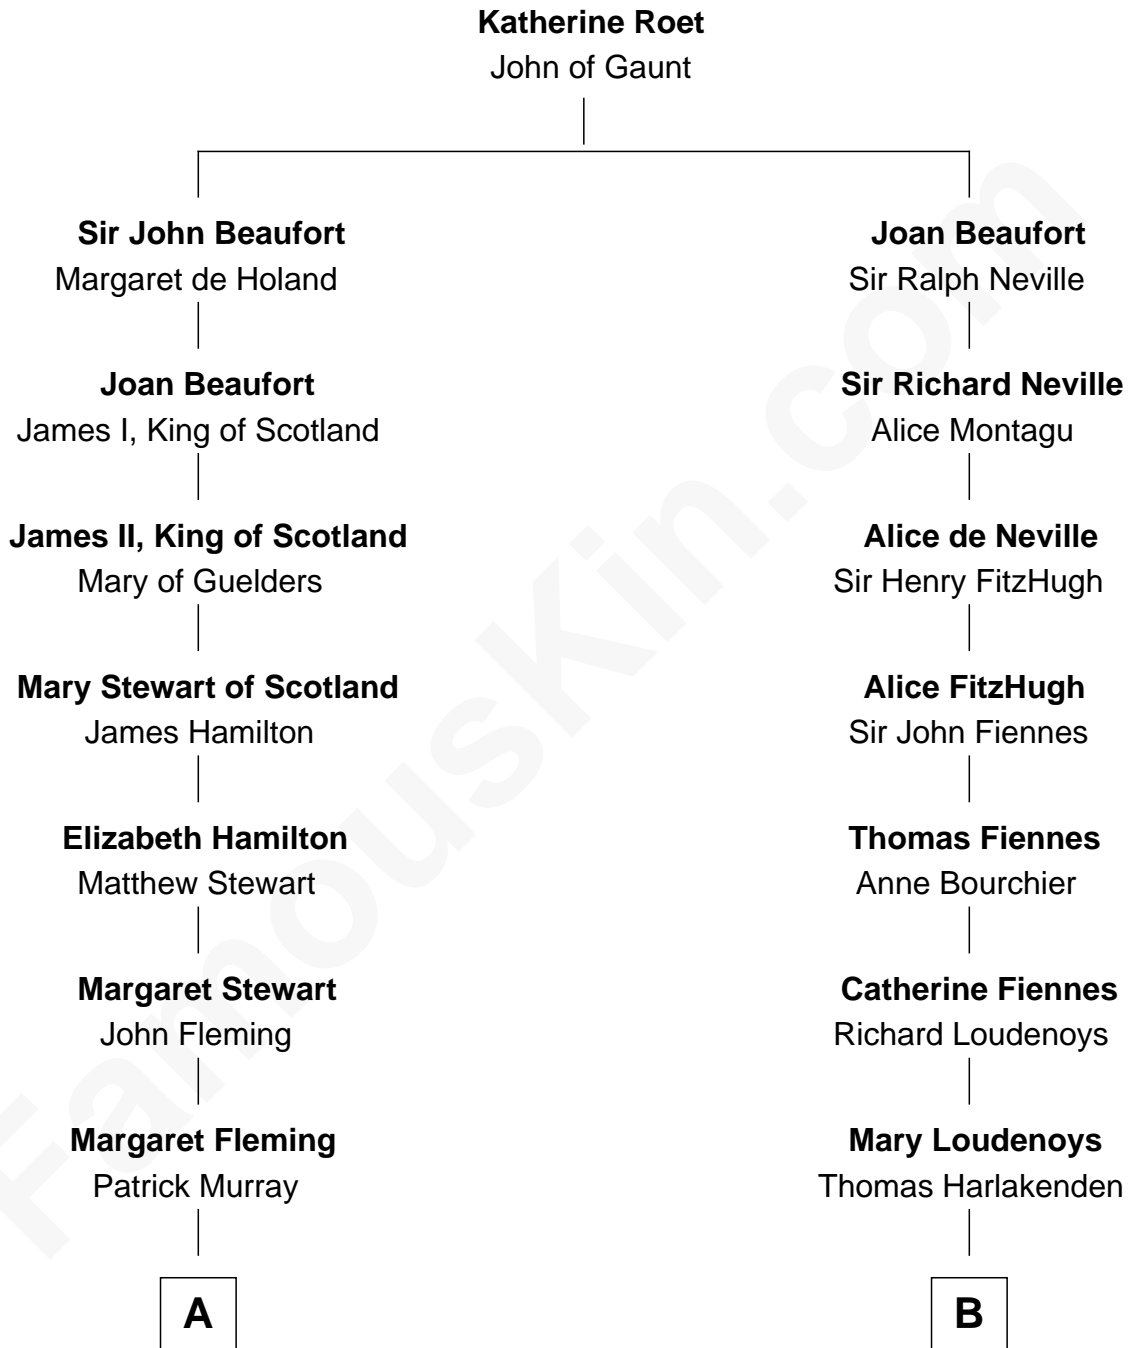 Katherine Roet
John of Gaunt
Sir John Beaufort
Margaret de Holand
Joan Beaufort
James I, King of Scotland
James II, King of Scotland
Mary of Guelders
Mary Stewart of Scotland
James Hamilton
Elizabeth Hamilton
Matthew Stewart
Margaret Stewart
John Fleming
Margaret Fleming
Patrick Murray
A
Joan Beaufort
Sir Ralph Neville
Sir Richard Neville
Alice Montagu
Alice de Neville
Sir Henry FitzHugh
Alice FitzHugh
Sir John Fiennes
Thomas Fiennes
Anne Bourchier
Catherine Fiennes
Richard Loudenoys
Mary Loudenoys
Thomas Harlakenden
B
FamousKin.com